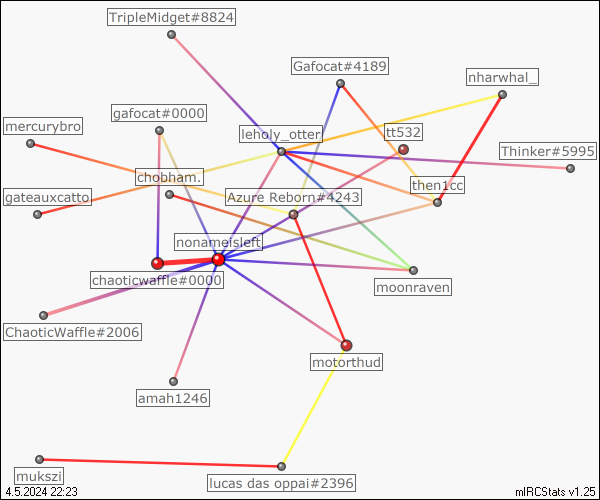 TripleMidget#8824
Gafocat#4189
nharwhal_
gafocat#0000
mercurybro
leholy_otter
tt532
Thinker#5995
chobham.
then1cc
gateauxcatto
Azure Reborn#4243
nonameisleft
chaoticwaffle#0000
moonraven
ChaoticWaffle#2006
motorthud
amah1246
mukszi
lucas das oppai#2396
4.5.2024 22:23
mIRCStats v1.25